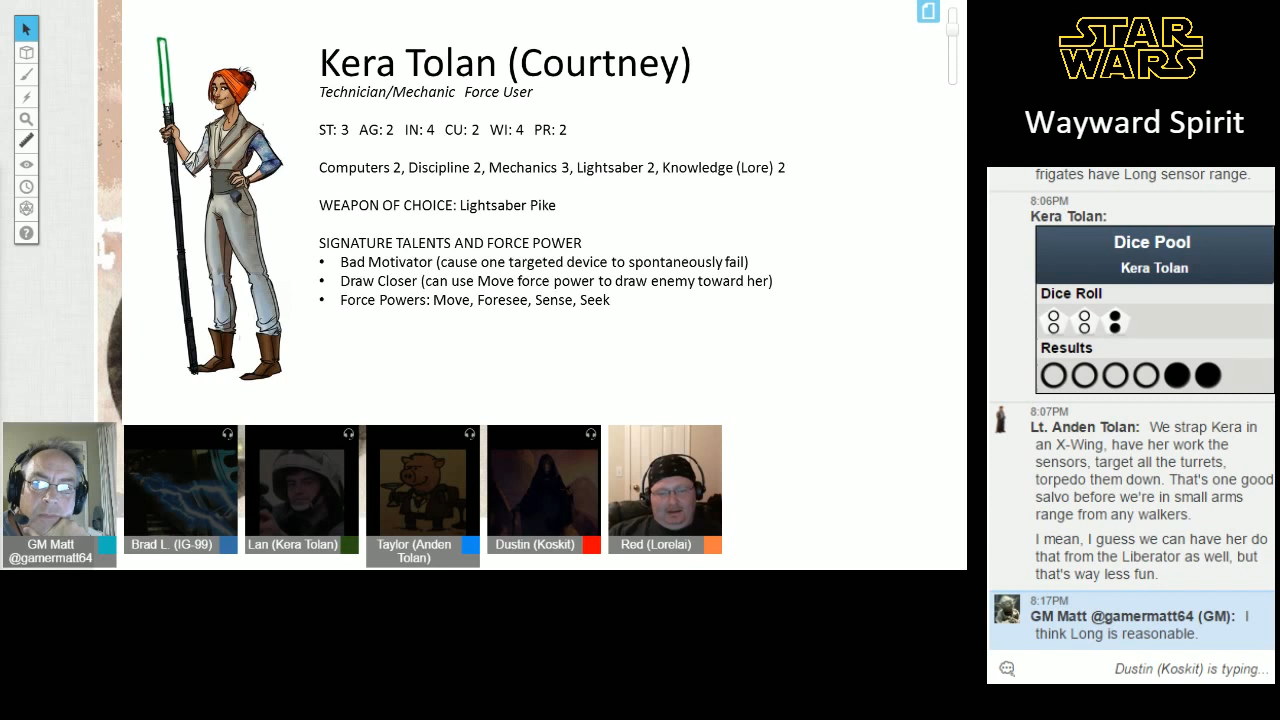 Kera Tolan (Courtney)
Technician/Mechanic Force User
ST: 3 AG: 2 IN: 4 CU: 2 WI: 4 PR: 2
Computers 2, Discipline 2, Mechanics 3, Lightsaber 2, Knowledge (Lore) 2
WEAPON OF CHOICE: Lightsaber Pike
SIGNATURE TALENTS AND FORCE POWER
• Bad Motivator (cause one targeted device to spontaneously fail)
• Draw Closer (can use Move force power to draw enemy toward her)
• Force Powers: Move, Foresee, Sense, Seek
GM Matt
@gamermatt64
Brad L. (IG-99)
Lan (Kera Tolan)
Taylor (Anden
Tolan)
Dustin (Koskit)
Red (Lorelai)
STAR
WARS
Wayward Spirit
frigates have Long sensor range.
8:06PM
Kera Tolan:
Dice Pool
Kera Tolan
Dice Roll
Results
8:07PM
Lt. Anden Tolan: We strap Kera in
an X-Wing, have her work the
sensors, target all the turrets,
torpedo them down. That's one good
salvo before we're in small arms
range from any walkers.
I mean, I guess we can have her do
that from the Liberator as well, but
that's way less fun.
8:17PM
GM Matt @gamermatt64 (GM): I
think Long is reasonable.
Dustin (Koskit) is typing...